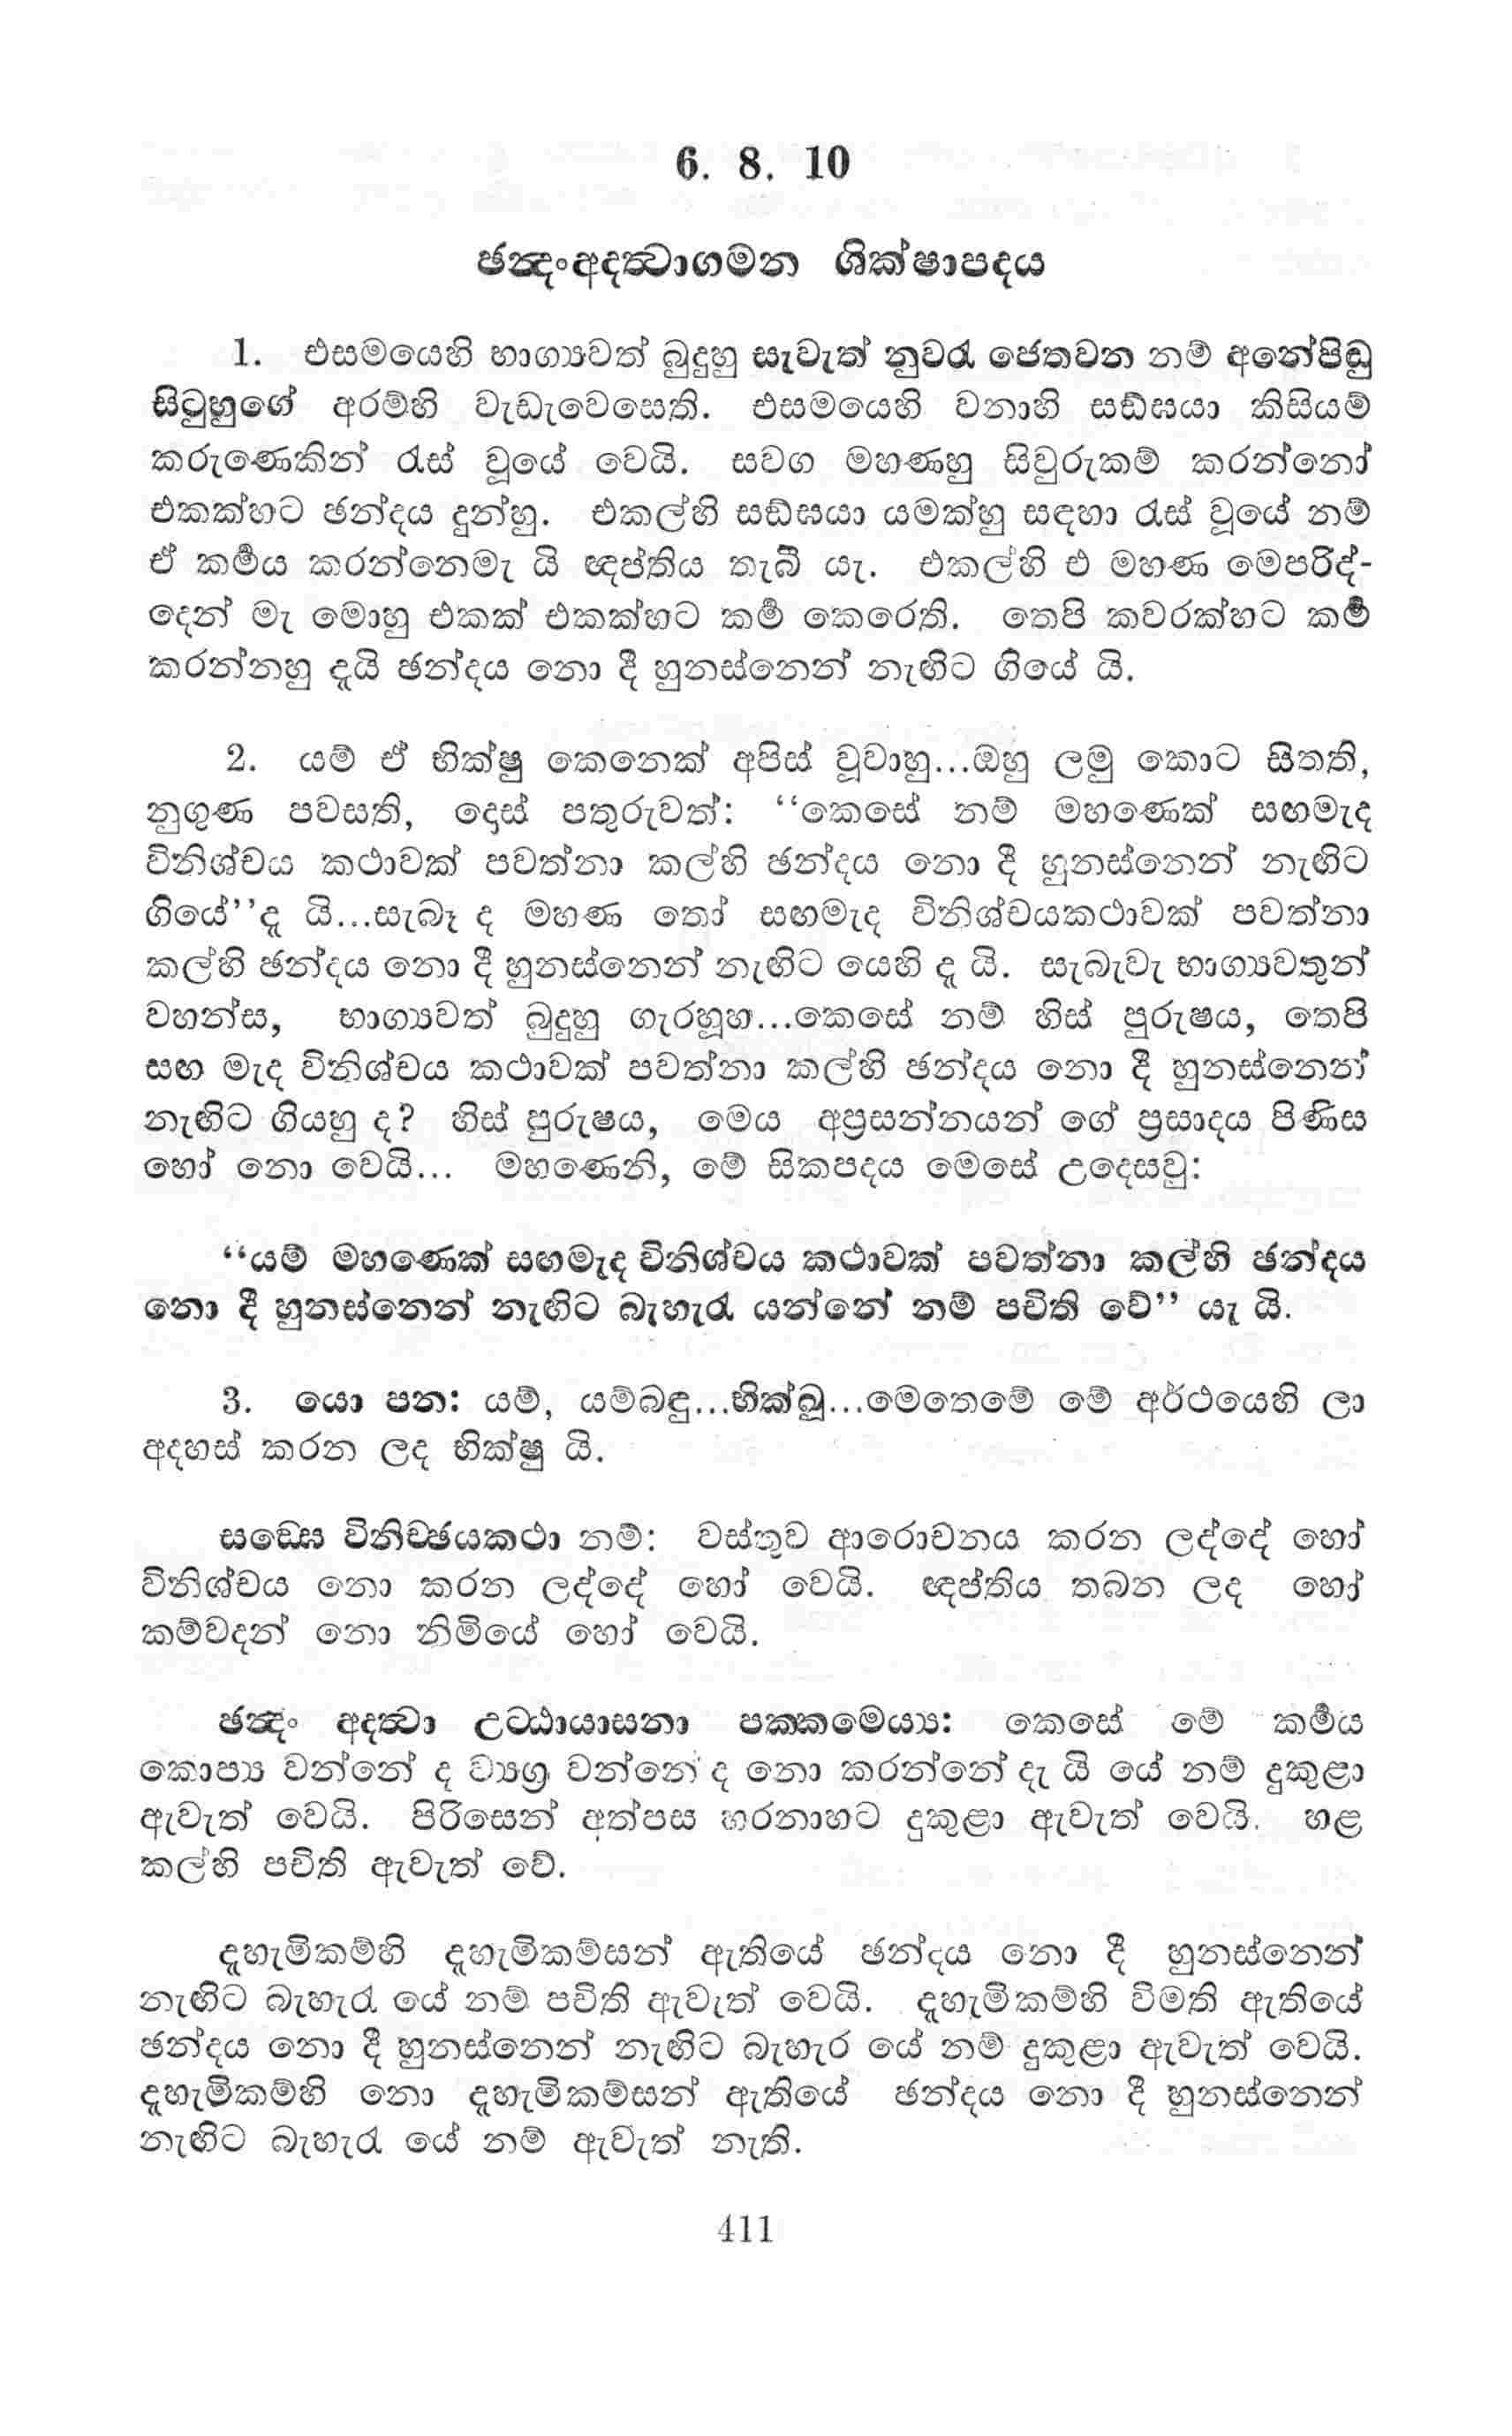 6. 8. 10
ඡන්‍දංඅදත්‍වාගමන ශික්ෂාපදය
1. එසමයෙහි භාග්‍යවත් බුදුහු සැවැත් නුවරැ ජේතවන නම් අනේපිඬු
සිටුහුගේ අරම්හි වැඩැවෙසෙති. එසමයෙහි වනාහි සඞ්ඝයා කිසියම්
කරුණෙකින් රැස් වූයේ වෙයි. සවග මහණහු සිවුරුකම් කරන්නෝ
එකක්හට ඡන්දය දුන්හු. එකල්හි සඞ්ඝයා යමක්හු සඳහා රැස් වූයේ නම්
ඒ කර්‍මය කරන්නෙමැ යි ඥප්තිය තැබී යැ. එකල්හි එ මහණ මෙපරිද්-
දෙන් මැ මොහු එකක් එකක්හට කර්‍ම කෙරෙති. තෙපි කවරක්හට කර්‍ම
කරන්නහු දැයි ඡන්දය නො දී හුනස්නෙන් නැඟිට ගියේ යි.
2. යම් ඒ භික්ෂු කෙනෙක් අපිස් වූවාහු...ඔහු ලමු කොට සිතති,
නුගුණ පවසති, දොස් පතුරුවත්: “කෙසේ නම් මහණෙක් සඟමැද
විනිශ්චය කථාවක් පවත්නා කල්හි ඡන්දය නො දී හුනස්නෙන් නැඟිට
ගියේ”දැ යි...සැබෑ ද මහණ තෝ සඟමැද විනිශ්චයකථාවක් පවත්නා
කල්හි ඡන්දය නො දී හුනස්නෙන් නැඟිට යෙහි දැ යි. සැබැවැ භාග්‍යවතුන්
වහන්ස, භාග්‍යවත් බුදුහු ගැරහූහ...කෙසේ නම් හිස් පුරුෂය, තෙපි
සඟ මැද විනිශ්චය කථාවක් පවත්නා කල්හි ඡන්දය නො දී හුනස්නෙන්
නැඟිට ගියහු ද? හිස් පුරුෂය, මෙය අප්‍රසන්නයන් ගේ ප්‍රසාදය පිණිස
හෝ නො වෙයි... මහණෙනි, මේ සිකපදය මෙසේ උදෙසවු:
“යම් මහණෙක් සඟමැද විනිශ්චය කථාවක් පවත්නා කල්හි ඡන්දය
නො දී හුනස්නෙන් නැඟිට බැහැරැ යන්නේ නම් පචිති වේ” යැ යි.
3. යො පන: යම්, යම්බඳු...භික්ඛූ...මෙතෙමේ මේ අර්ථයෙහි ලා
අදහස් කරන ලද භික්ෂු යි.
සඞ්ඝෙ විනිච්ඡයකථා නම්: වස්තුව ආරොචනය කරන ලද්දේ හෝ
විනිශ්චය නො කරන ලද්දේ හෝ වෙයි. ඥප්තිය තබන ලද හෝ
කම්වදන් නො නිමියේ හෝ වෙයි.
ඡන්‍දං අදත්‍වා උට්ඨායාසනා පක්කමෙය්‍ය: කෙසේ මේ කර්‍මය
කොප්‍ය වන්නේ ද ව්‍යග්‍ර වන්නේ ද නො කරන්නේ දැ යි යේ නම් දුකුළා
ඇවැත් වෙයි. පිරිසෙන් අත්පස හරනාහට දුකුළා ඇවැත් වෙයි. හළ
කල්හි පචිති ඇවැත් වේ.
දැහැමිකම්හි දැහැමිකම්සන් ඇතියේ ඡන්දය නො දී හුනස්නෙන්
නැඟිට බැහැරැ යේ නම් පචිති ඇවැත් වෙයි. දැහැමිකම්හි විමති ඇතියේ
ඡන්දය නො දී හුනස්නෙන් නැඟිට බැහැර යේ නම් දුකුළා ඇවැත් වෙයි.
දැහැමිකම්හි නො දැහැමිකම්සන් ඇතියේ ඡන්දය නො දී හුනස්නෙන්
නැඟිට බැහැරැ යේ නම් ඇවැත් නැති.
411